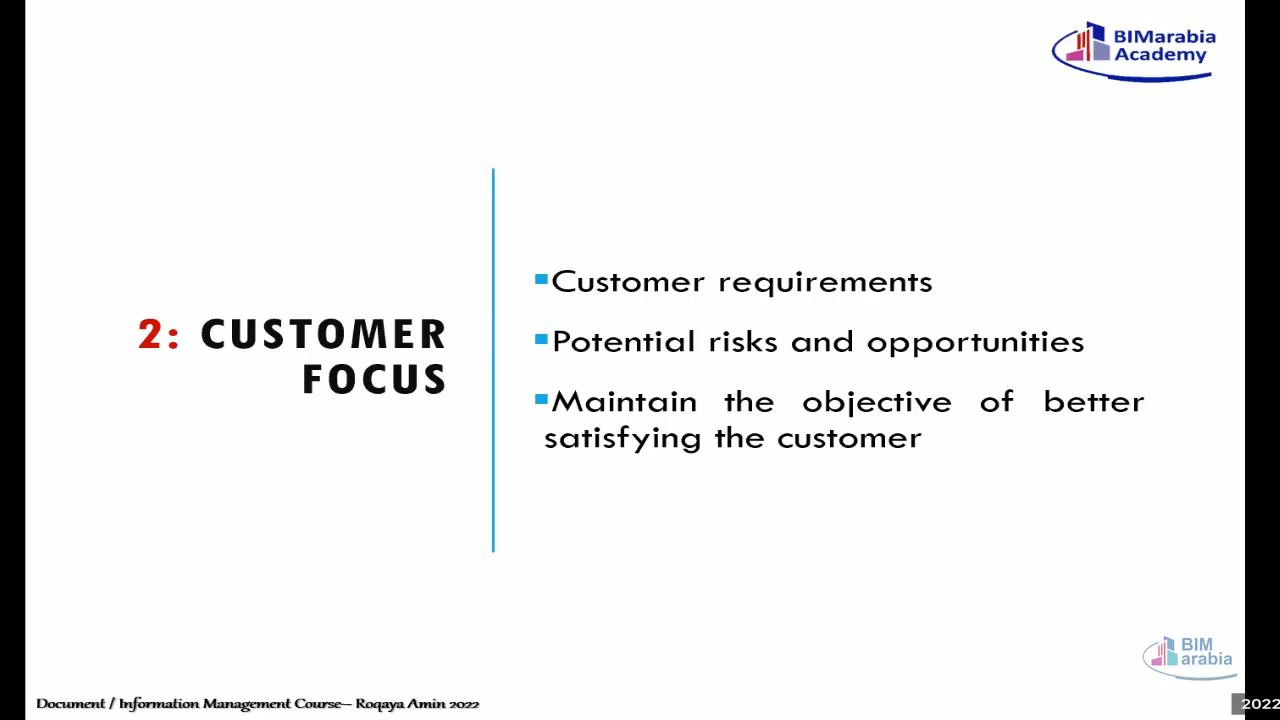 BIMarabia
Academy
2: CUSTOMER
FOCUS
Customer requirements
Potential risks and opportunities
Maintain the objective of better
satisfying the customer
BIM
arabia
Document / Information Management Course-- Roqaya Amin 2022
2022